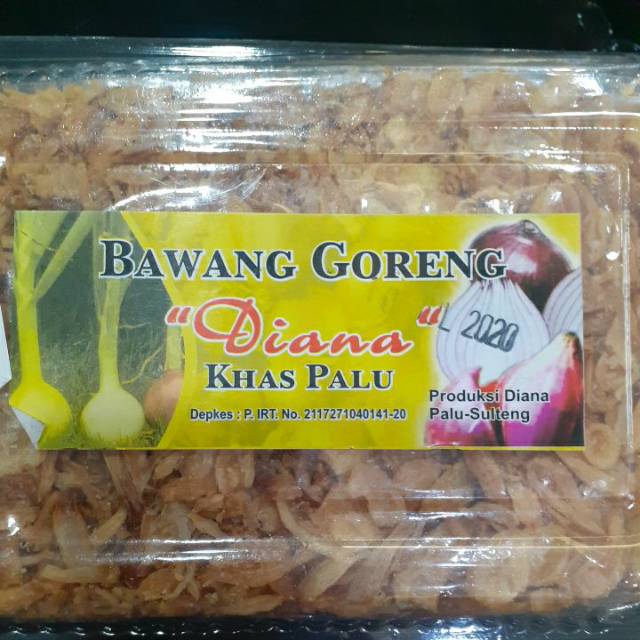 BAWANG GORENG
"Diana"
L 2020
KHAS PALU
Produksi Diana
Palu-Sulteng
Depkes : P. IRT. No. 2117271040141-20